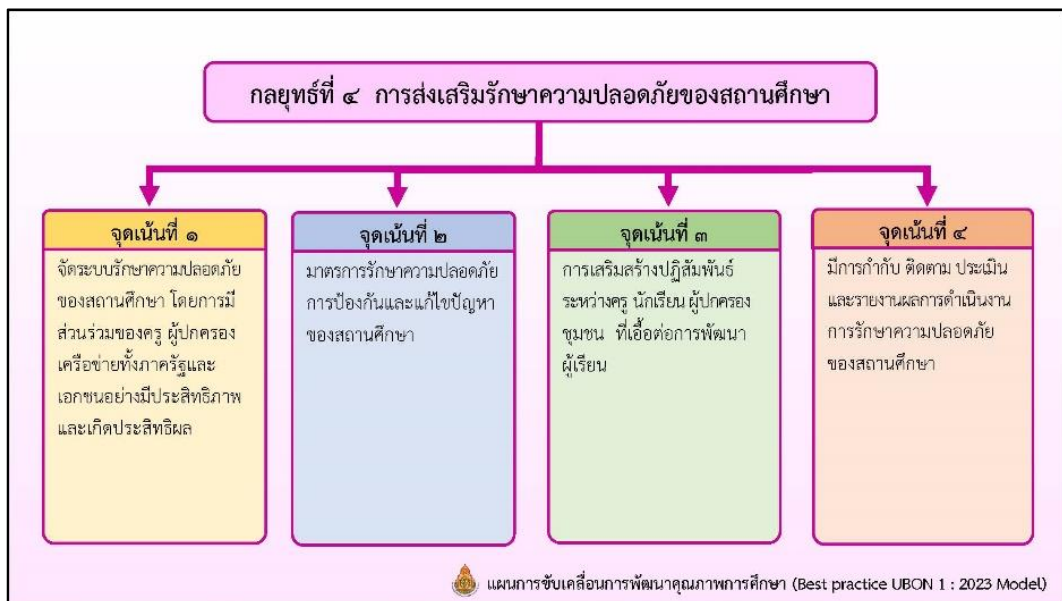 กลยุทธ์ที่ ๔ การส่งเสริมรักษาความปลอดภัยของสถานศึกษา
จุดเน้นที่ ๑
จัดระบบรักษาความปลอดภัย
ของสถานศึกษา โดยการมี
ส่วนร่วมของครู ผู้ปกครอง
เครือข่ายทั้งภาครัฐและ
เอกชนอย่างมีประสิทธิภาพ
และเกิดประสิทธิผล
จุดเน้นที่ ๒
มาตรการรักษาความปลอดภัย
การป้องกันและแก้ไขปัญหา
ของสถานศึกษา
จุดเน้นที่ ๓
การเสริมสร้างปฏิสัมพันธ์
ระหว่างครู นักเรียน ผู้ปกครอง
ชุมชน ที่เอื้อต่อการพัฒนา
ผู้เรียน
จุดเน้นที่ ๔
มีการกำกับ ติดตาม ประเมิน
และรายงานผลการดำเนินงาน
การรักษาความปลอดภัย
ของสถานศึกษา
แผนการขับเคลื่อนการพัฒนาคุณภาพการศึกษา (Best practice UBON 1 : 2023 Model)